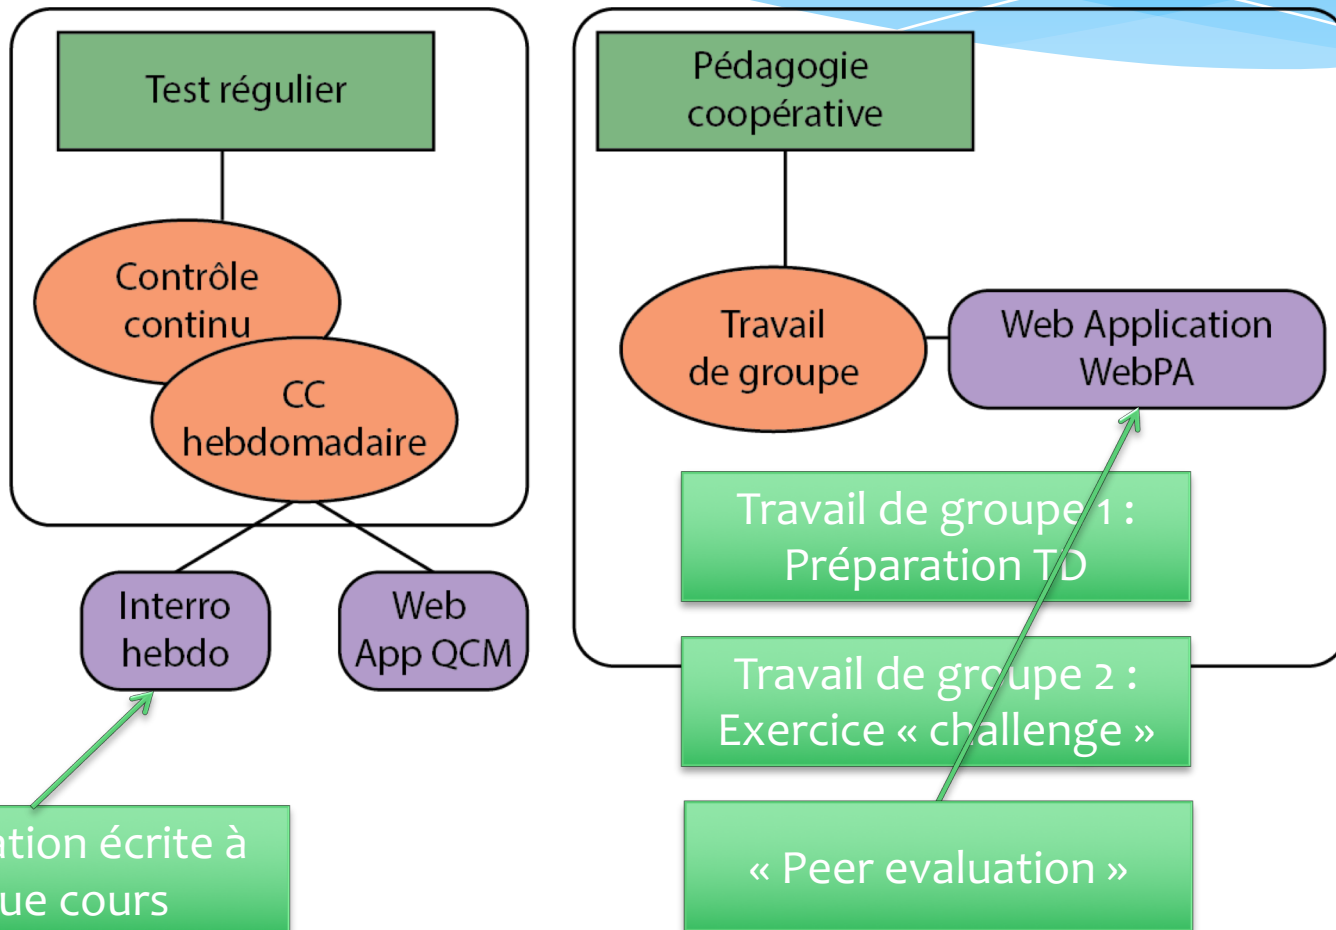 Test régulier
Contrôle
continu
CC
hebdomadaire
Interro
hebdo
Web
App QCM
ation écrite à
ue cours
Pédagogie
coopérative
Travail
de groupe
Web Application
WebPA
Travail de groupe 1 :
Préparation TD
Travail de groupe 2 :
Exercice « challenge »
« Peer evaluation »